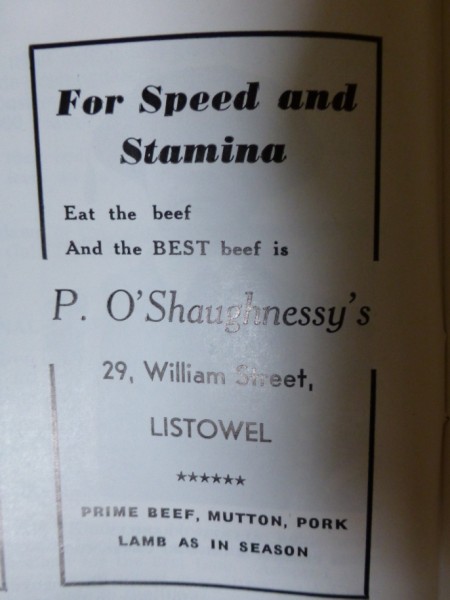 For Speed and
Stamina
Eat the beef
And the BEST beef is
P. O'Shaughnessy's
29, William Street,
LISTOWEL
★★★★★★
PRIME BEEF, MUTTON, PORK
LAMB AS IN SEASON